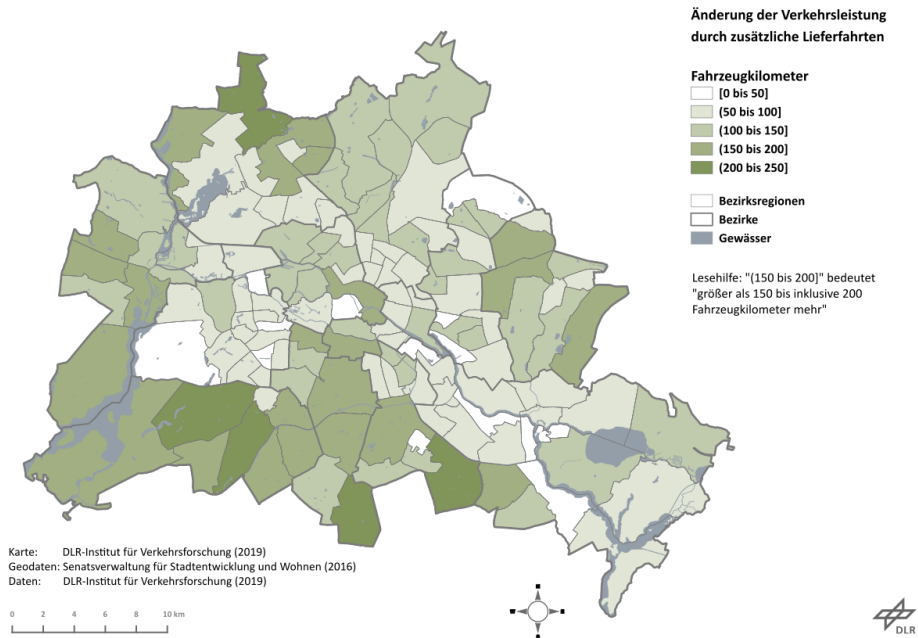 Änderung der Verkehrsleistung
durch zusätzliche Lieferfahrten
Fahrzeugkilometer
[0 bis 50]
(50 bis 100]
(100 bis 150]
(150 bis 200]
(200 bis 250]
Bezirksregionen
Bezirke
Gewässer
Lesehilfe: "(150 bis 200]" bedeutet
"größer als 150 bis inklusive 200
Fahrzeugkilometer mehr"
Karte: DLR-Institut für Verkehrsforschung (2019)
Geodaten: Senatsverwaltung für Stadtentwicklung und Wohnen (2016)
Daten: DLR-Institut für Verkehrsforschung (2019)
0 2 4 6 8 10 km
DLR